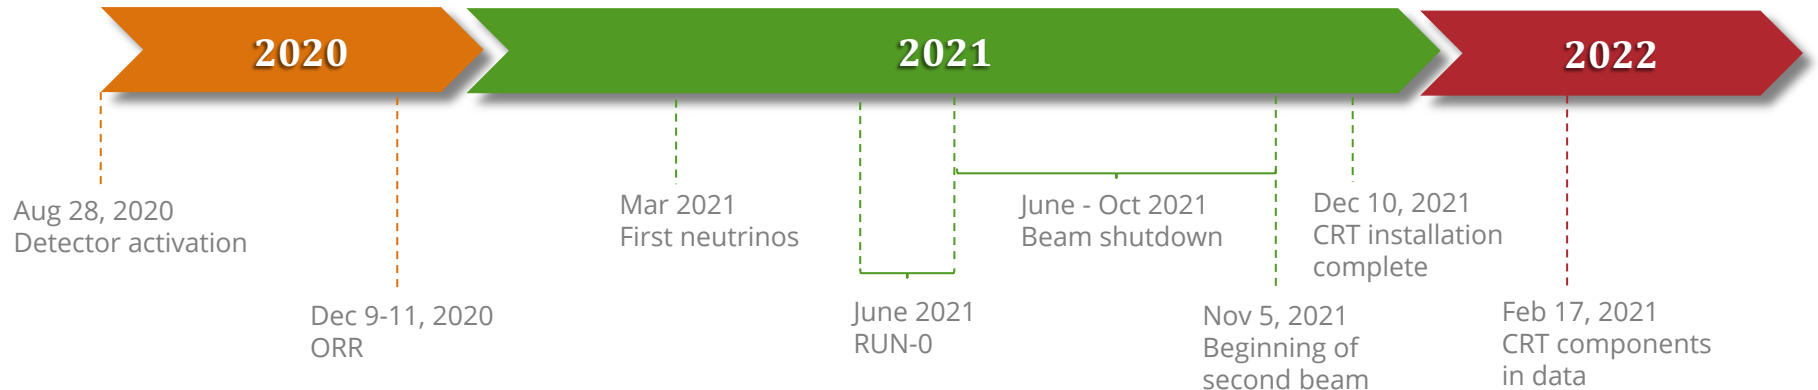 2020
2021
2022
Aug 28, 2020
Detector activation
Dec 9-11, 2020
ORR
Mar 2021
First neutrinos
June 2021
RUN-0
June - Oct 2021
Beam shutdown
Nov 5, 2021
Beginning of
second beam
Dec 10, 2021
CRT installation
complete
Feb 17, 2021
CRT components
in data